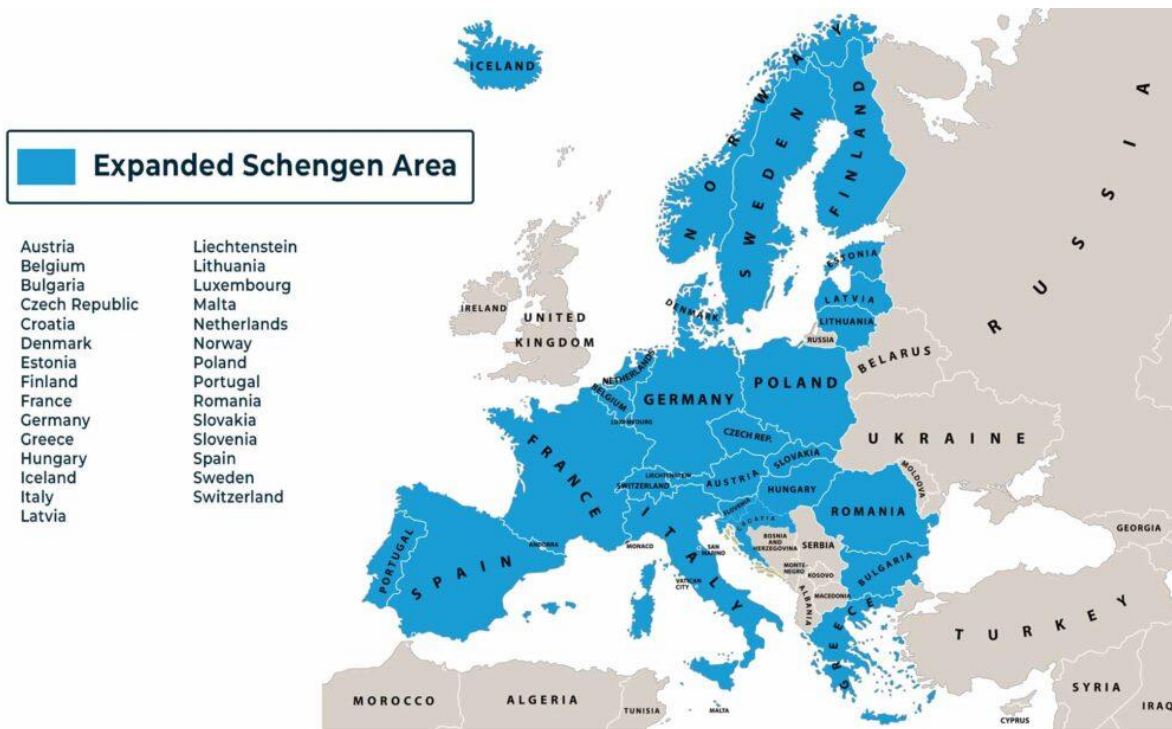 Expanded Schengen Area
Austria
Belgium
Bulgaria
Czech Republic
Croatia
Denmark
Estonia
Finland
France
Germany
Greece
Hungary
Iceland
Italy
Latvia
Liechtenstein
Lithuania
Luxembourg
Malta
Netherlands
Norway
Poland
Portugal
Romania
Slovakia
Slovenia
Spain
Sweden
Switzerland
ICELAND
NORWAY
SWEDEN
FINLAND
RUSSIA
ESTONIA
LATVIA
LITHUANIA
RUSSIA
DENMARK
IRELAND
UNITED
KINGDOM
BELARUS
NETHERLANDS
BELGIUM
LUXEMBOURG
GERMANY
POLAND
UKRAINE
CZECH REP.
SLOVAKIA
MOLDOVA
FRANCE
LIECHTENSTEIN
SWITZERLAND
AUSTRIA
HUNGARY
ROMANIA
SLOVENIA
CROATIA
ITALY
BOSNIA
AND
HERZEGOVINA
SERBIA
GEORGIA
PORTUGAL
SPAIN
ANDORRA
MONACO
SAN
MARINO
VATICAN
CITY
MONTE-
NEGRO
KOSOVO
BULGARIA
MACEDONIA
ALBANIA
GREECE
TURKEY
MOROCCO
ALGERIA
TUNISIA
MALTA
CYPRUS
SYRIA
IRAQ